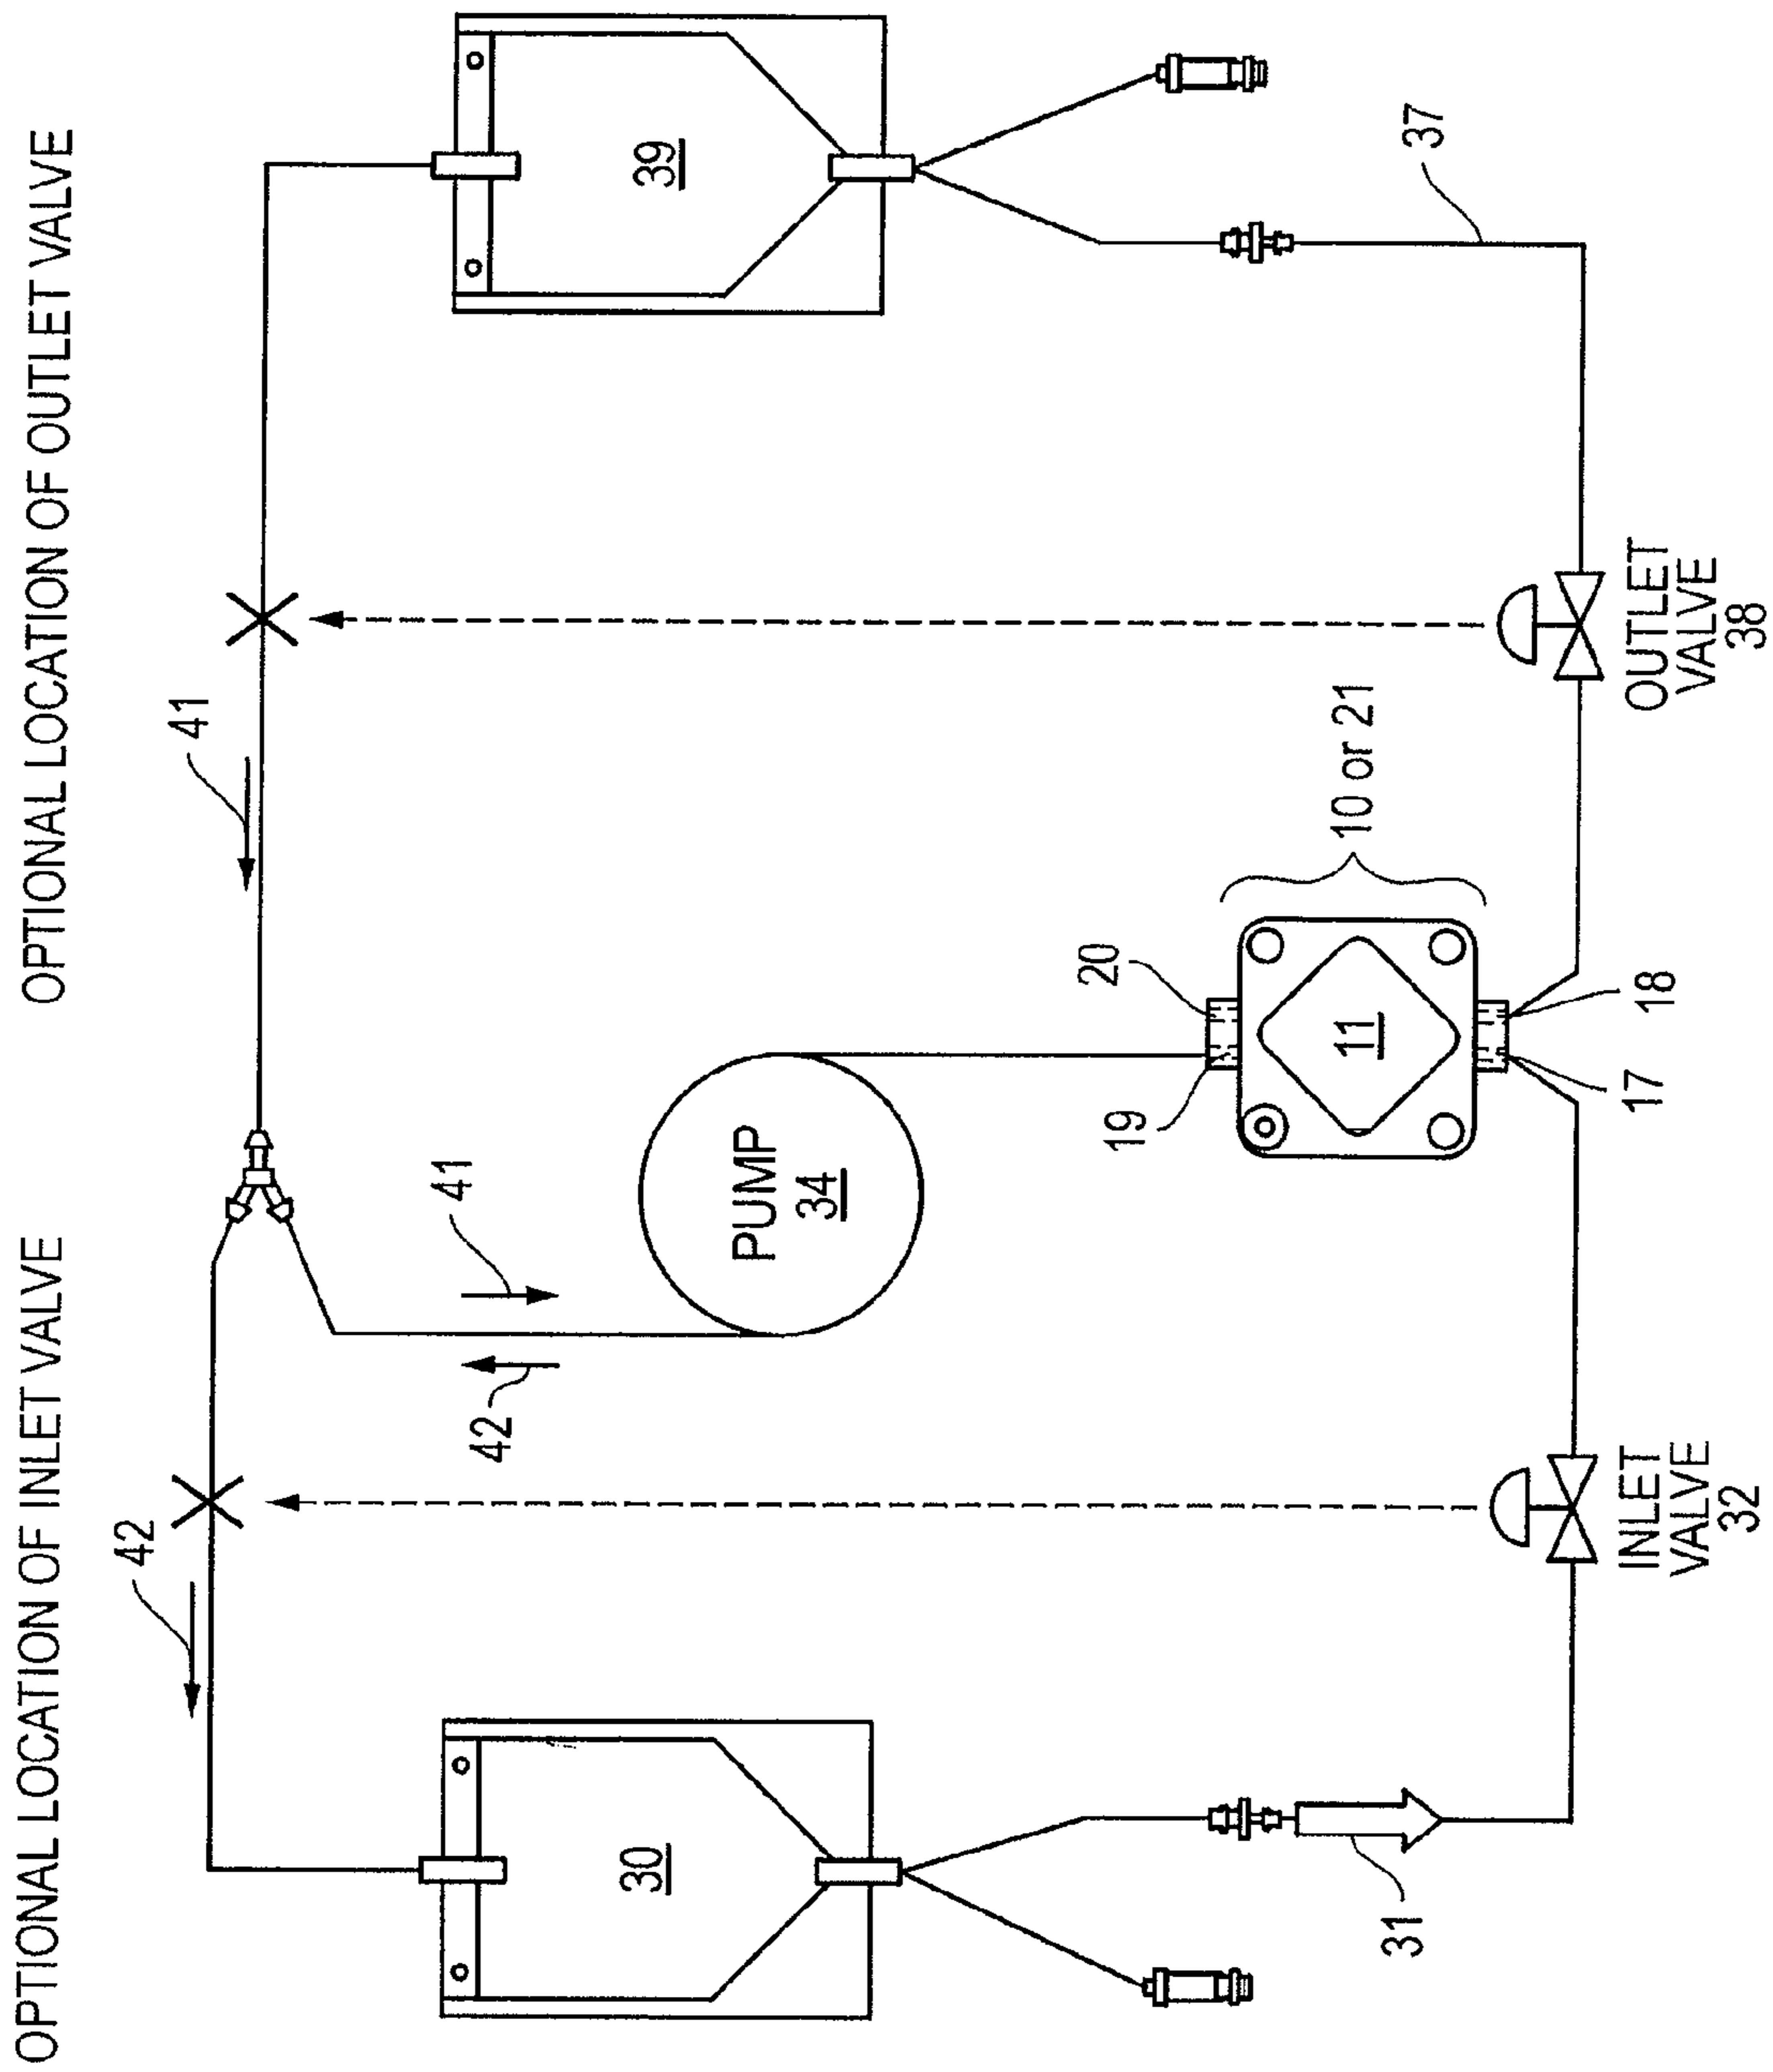 OPTIONAL LOCATION OF INLET VALVE
OPTIONAL LOCATION OF OUTLET VALVE
42
41
42
41
PUMP
34
30
39
19
20
11
10 or 21
17
18
31
37
INLET
VALVE
32
OUTLET
VALVE
38